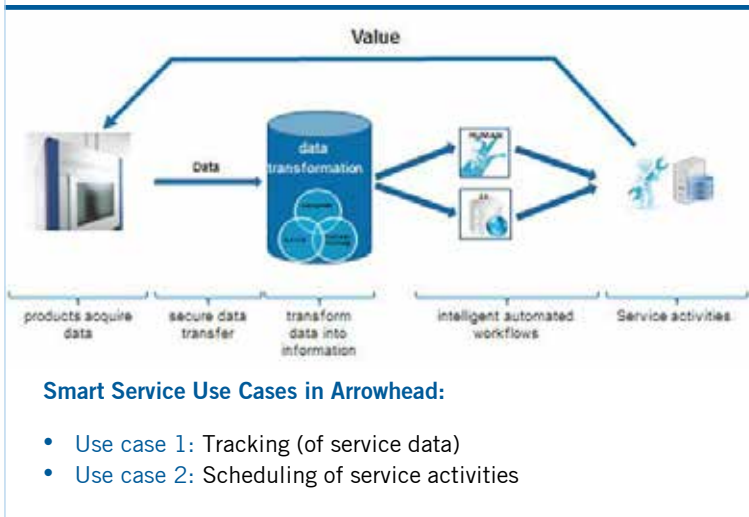 Value
data
transformation
Data
HUMAN
products acquire
data
secure data
transfer
transform
data into
information
intelligent automated
workflows
Service activities
Smart Service Use Cases in Arrowhead:
• Use case 1: Tracking (of service data)
• Use case 2: Scheduling of service activities